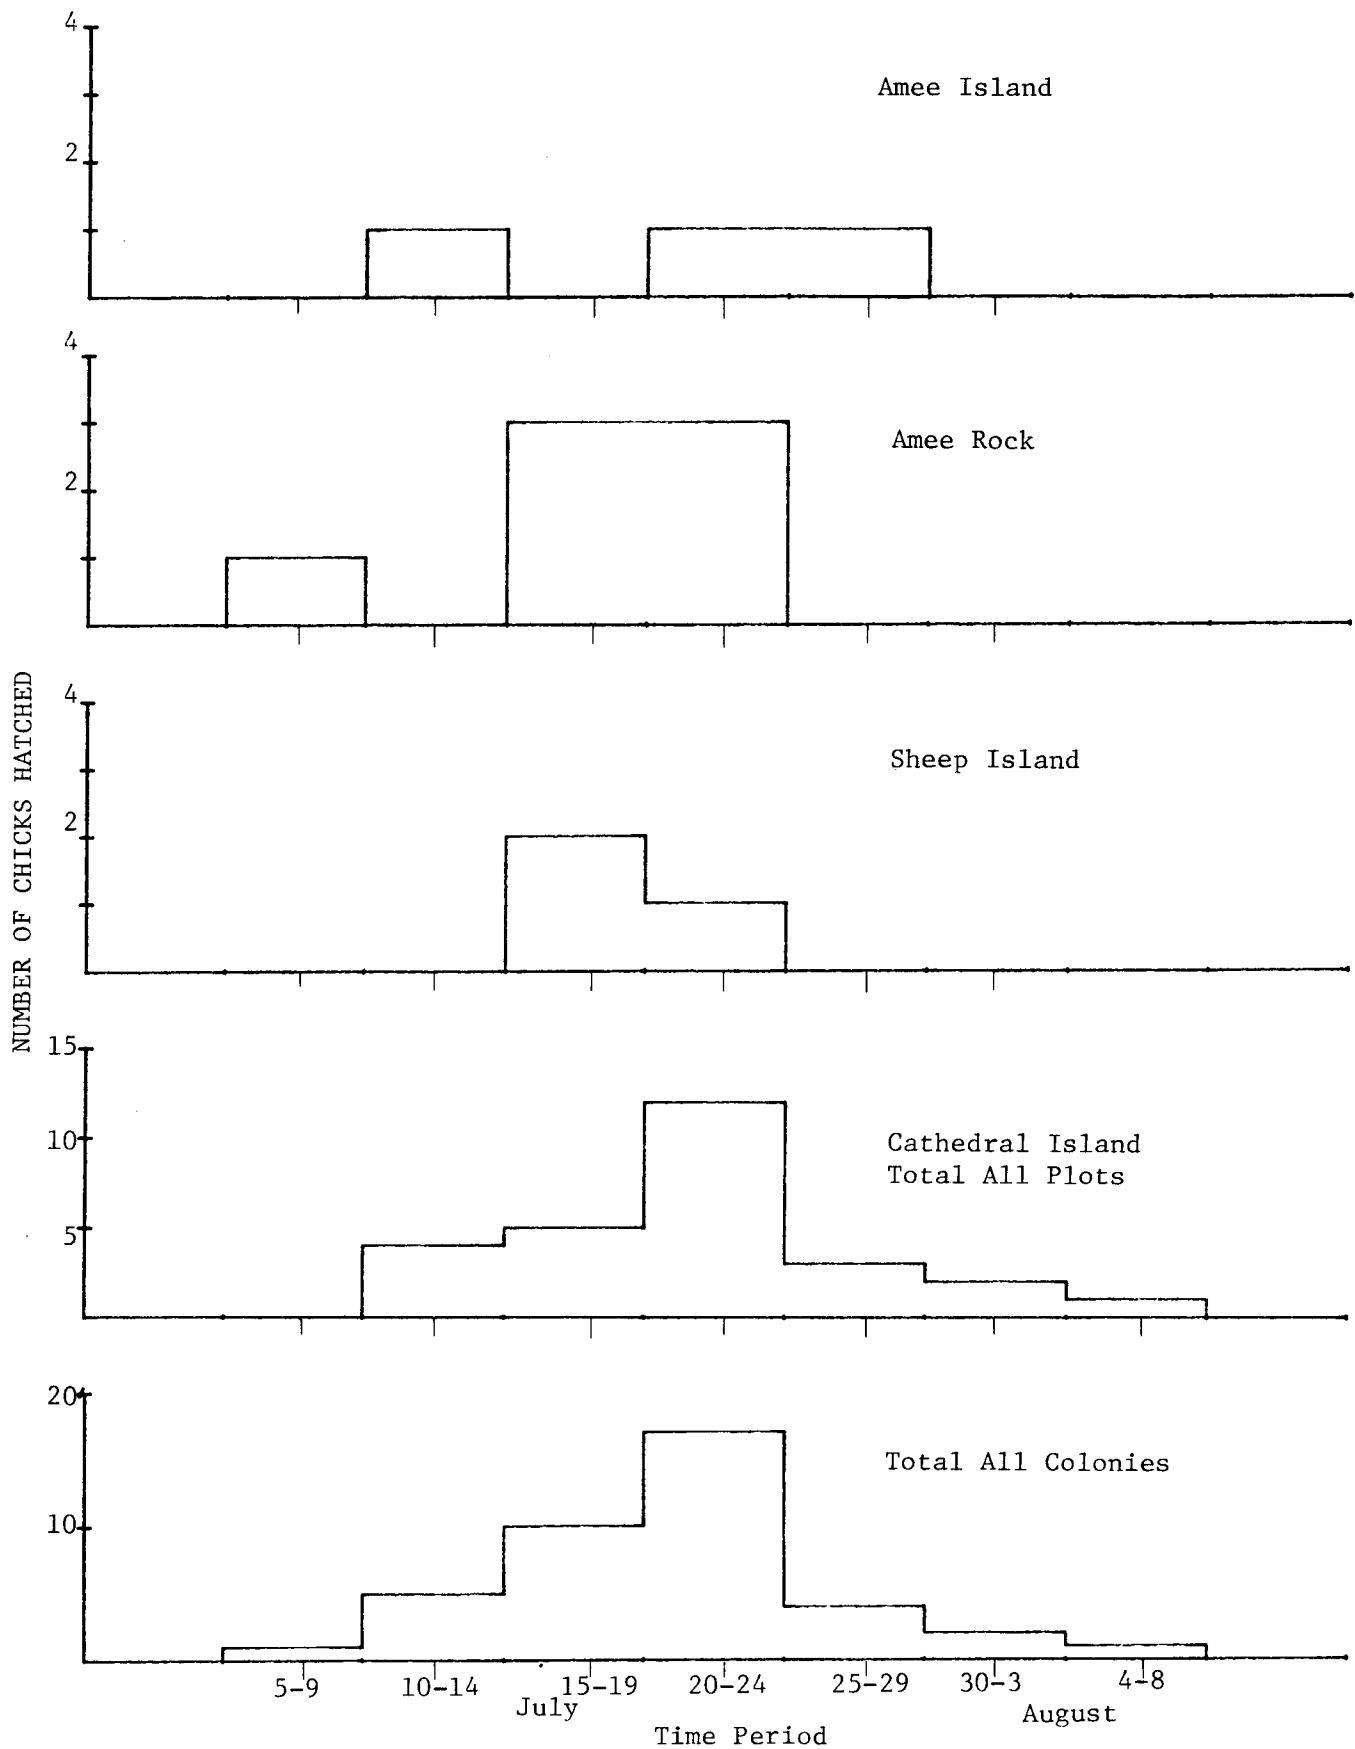 4
Amee Island
2
4
Amee Rock
2
NUMBER OF CHICKS HATCHED
4
Sheep Island
2
15
10
Cathedral Island
Total All Plots
5
20
Total All Colonies
10
5-9 10-14 15-19 20-24 25-29 30-3 4-8
July August
Time Period